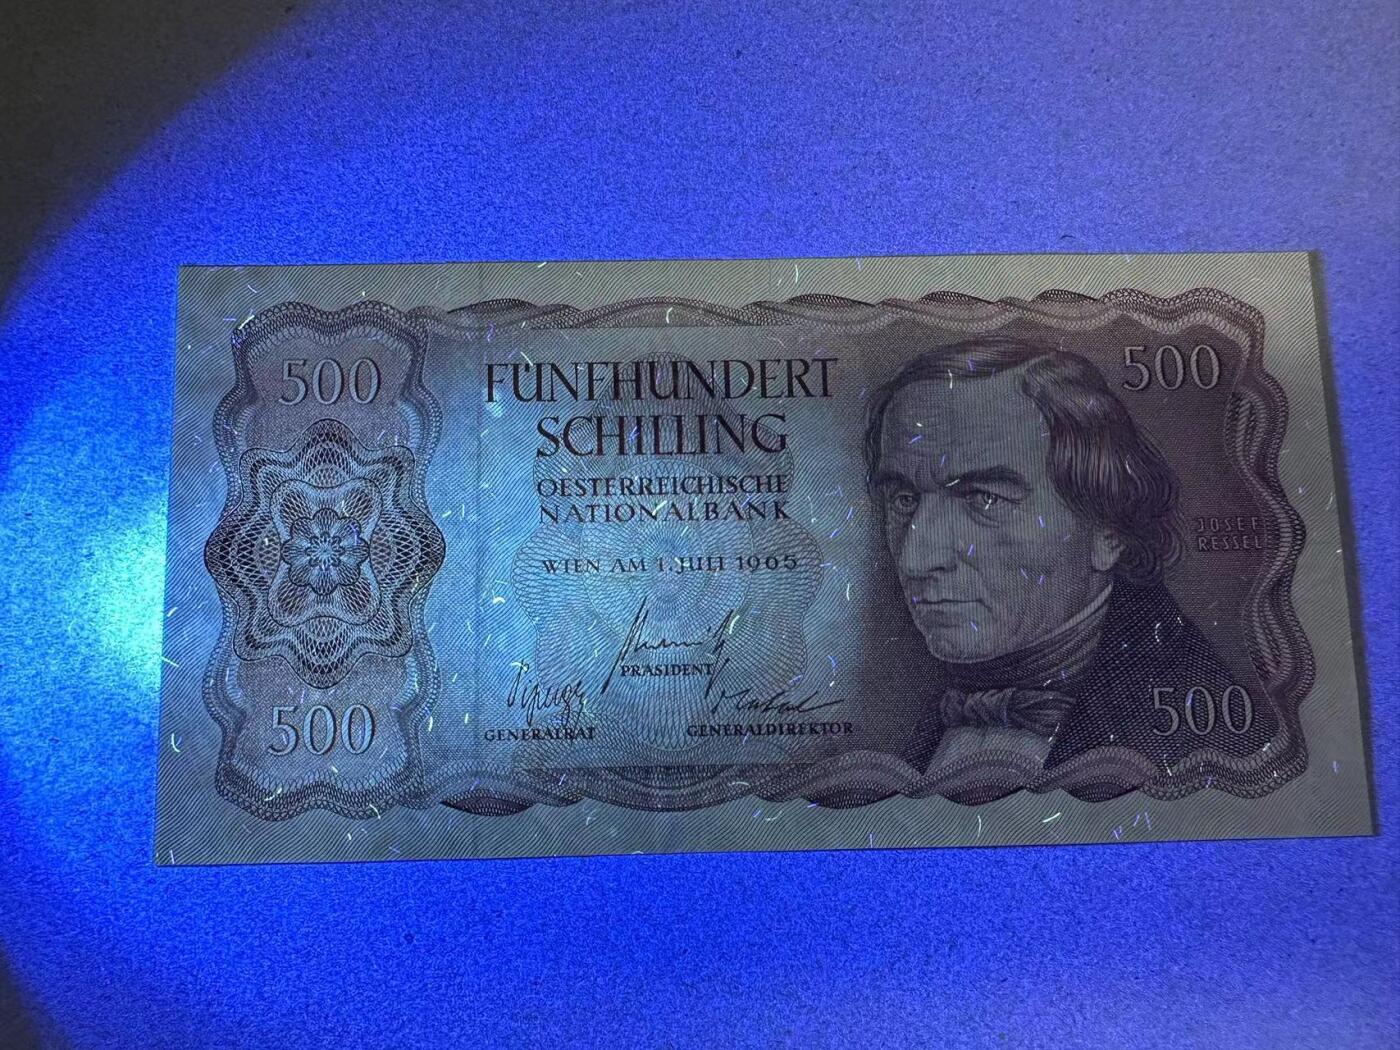 500
500
FÜNFHUNDERT
SCHILLING
OESTERREICHISCHE
NATIONALBANK
WIEN AM 1. JULI 1965
JOSEF
RESSEL
PRÄSIDENT
GENERALRAT
GENERALDIREKTOR
500
500